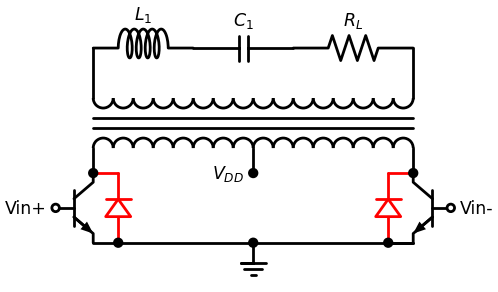 L1 C1 RL
VDD
Vin+ Vin-